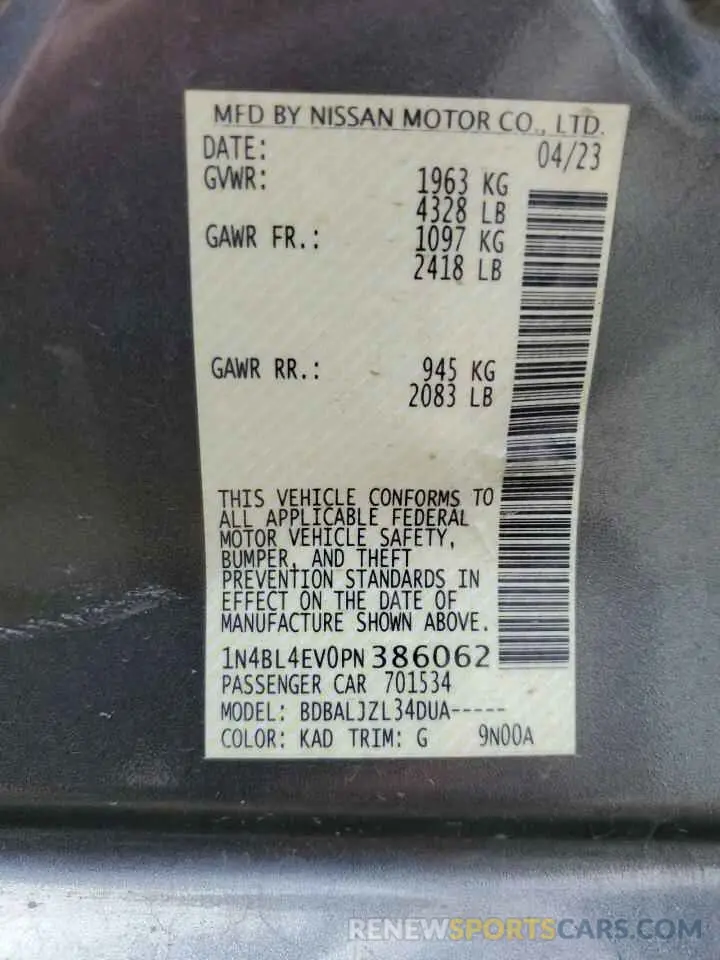 MFD BY NISSAN MOTOR CO., LTD.
DATE: 04/23
GVWR: 1963 KG
4328 LB
GAWR FR.: 1097 KG
2418 LB
GAWR RR.: 945 KG
2083 LB
THIS VEHICLE CONFORMS TO
ALL APPLICABLE FEDERAL
MOTOR VEHICLE SAFETY,
BUMPER, AND THEFT
PREVENTION STANDARDS IN
EFFECT ON THE DATE OF
MANUFACTURE SHOWN ABOVE.
1N4BL4EV0PN 386062
PASSENGER CAR 701534
MODEL: BDBALJZL34DUA-----
COLOR: KAD TRIM: G 9N00A
RENEWSPORTSCARS.COM